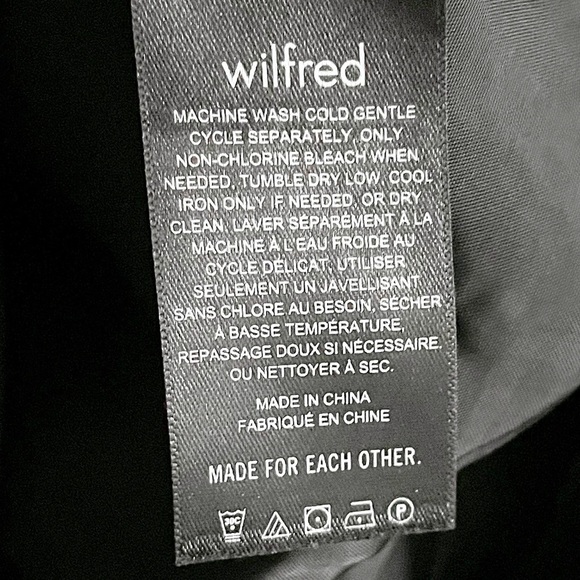 wilfred
MACHINE WASH COLD GENTLE
CYCLE SEPARATELY, ONLY
NON-CHLORINE BLEACH WHEN
NEEDED, TUMBLE DRY LOW, COOL
IRON ONLY IF NEEDED, OR DRY
CLEAN. LAVER SÉPARÉMENT À LA
MACHINE À L'EAU FROIDE AU
CYCLE DÉLICAT, UTILISER
SEULEMENT UN JAVELLISANT
SANS CHLORE AU BESOIN, SÉCHER
À BASSE TEMPÉRATURE,
REPASSAGE DOUX SI NÉCESSAIRE.
OU NETTOYER À SEC.
MADE IN CHINA
FABRIQUÉ EN CHINE
MADE FOR EACH OTHER.
30C P